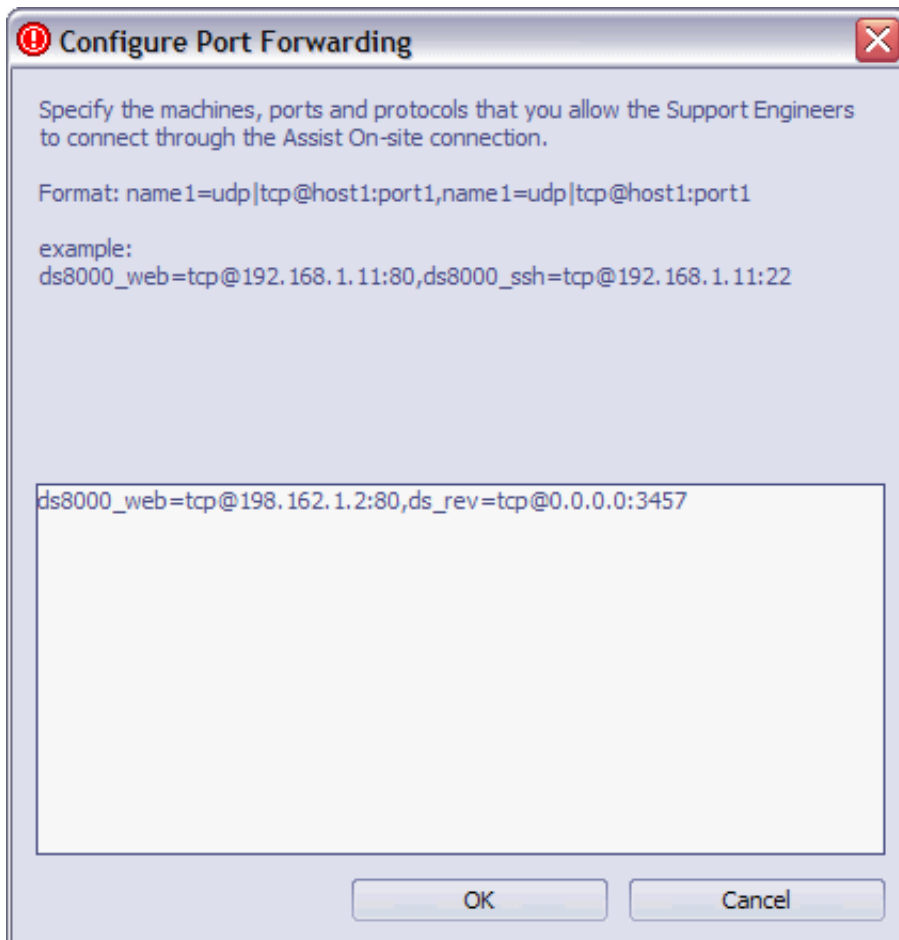 Configure Port Forwarding
Specify the machines, ports and protocols that you allow the Support Engineers
to connect through the Assist On-site connection.
Format: name1=udp|tcp@host1:port1,name1=udp|tcp@host1:port1
example:
ds8000_web=tcp@192.168.1.11:80,ds8000_ssh=tcp@192.168.1.11:22
ds8000_web=tcp@198.162.1.2:80,ds_rev=tcp@0.0.0.0:3457
OK
Cancel